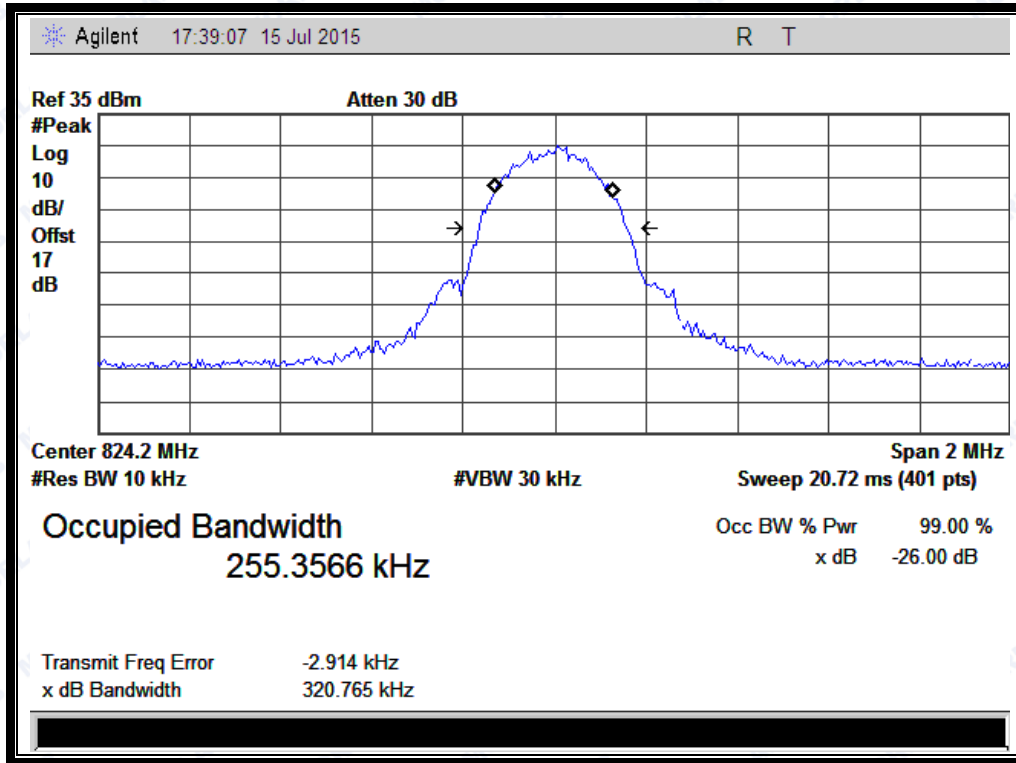 Agilent 17:39:07 15 Jul 2015 R T
Ref 35 dBm Atten 30 dB
#Peak
Log
10
dB/
Offst
17
dB
Center 824.2 MHz Span 2 MHz
#Res BW 10 kHz #VBW 30 kHz Sweep 20.72 ms (401 pts)
Occupied Bandwidth Occ BW % Pwr 99.00 %
255.3566 kHz x dB -26.00 dB
Transmit Freq Error -2.914 kHz
x dB Bandwidth 320.765 kHz